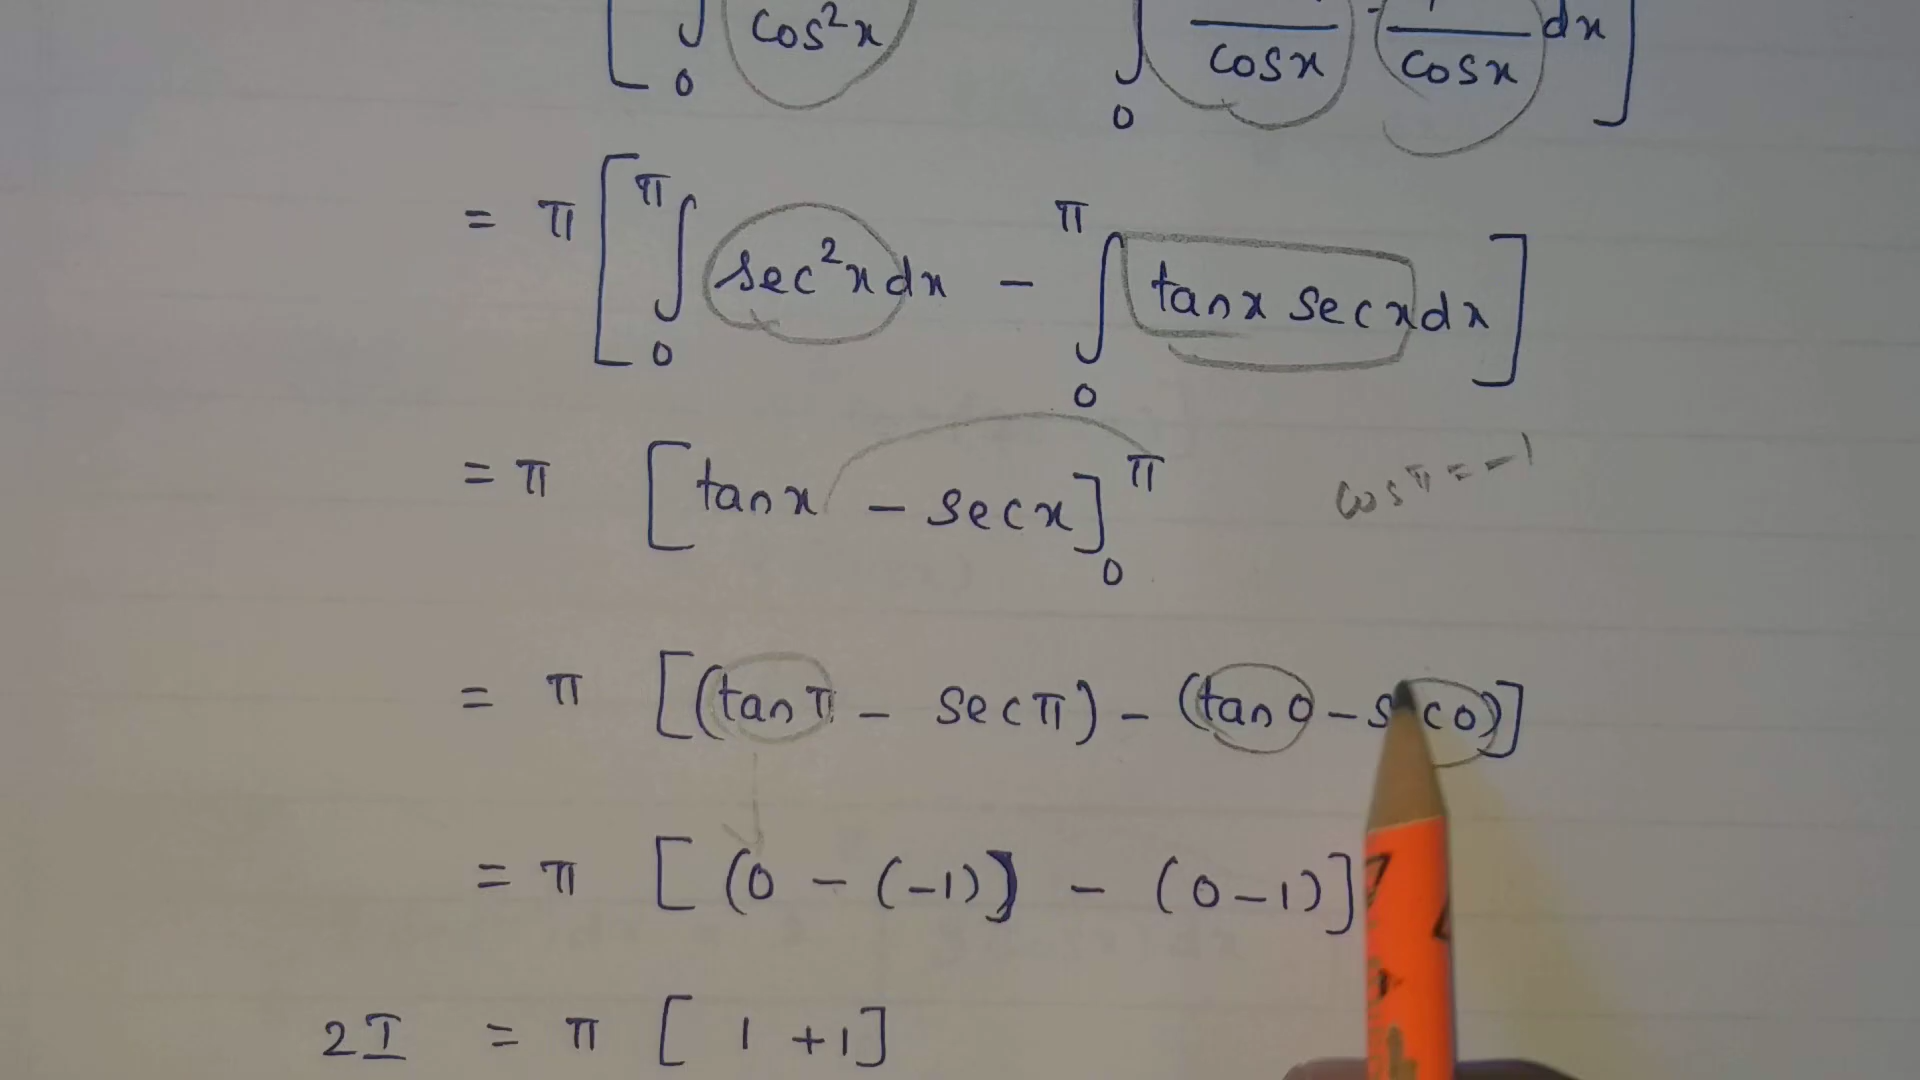 [ ∫₀ cos²x ∫₀ /cosx · /cosx dx ]
= π [ ∫₀^π sec²x dx - ∫₀^π tanx secx dx ]
= π [tanx - secx]₀^π cosπ = -1
= π [(tanπ - secπ) - (tan0 - sec0)]
= π [(0 - (-1)) - (0-1)]
2I = π [1+1]